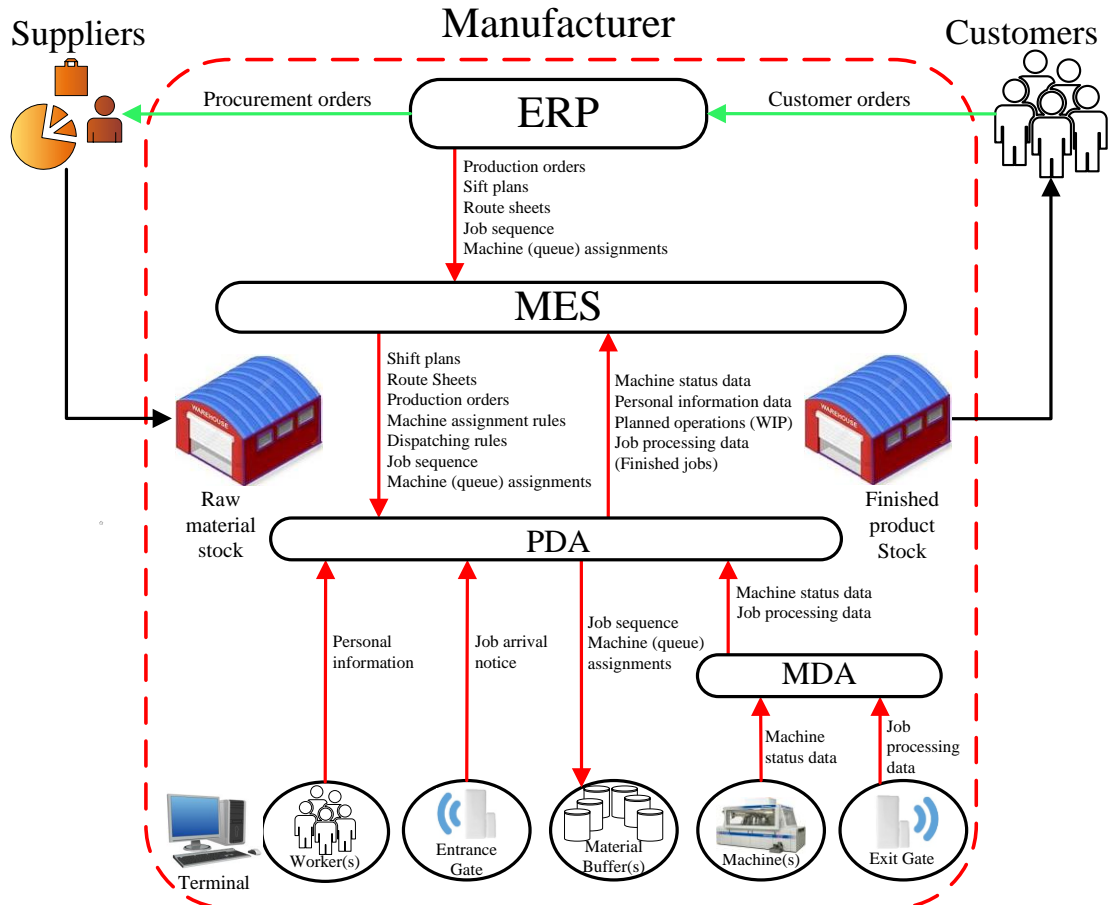 Manufacturer
Suppliers
Customers
Procurement orders
ERP
Customer orders
Production orders
Sift plans
Route sheets
Job sequence
Machine (queue) assignments
MES
Shift plans
Route Sheets
Production orders
Machine assignment rules
Dispatching rules
Job sequence
Machine (queue) assignments
Machine status data
Personal information data
Planned operations (WIP)
Job processing data
(Finished jobs)
WAREHOUSE
Raw
material
stock
WAREHOUSE
Finished
product
Stock
PDA
Personal
information
Job arrival
notice
Job sequence
Machine (queue)
assignments
Machine status data
Job processing data
MDA
Machine
status data
Job
processing
data
Terminal
Worker(s)
Entrance
Gate
Material
Buffer(s)
Machine(s)
Exit Gate